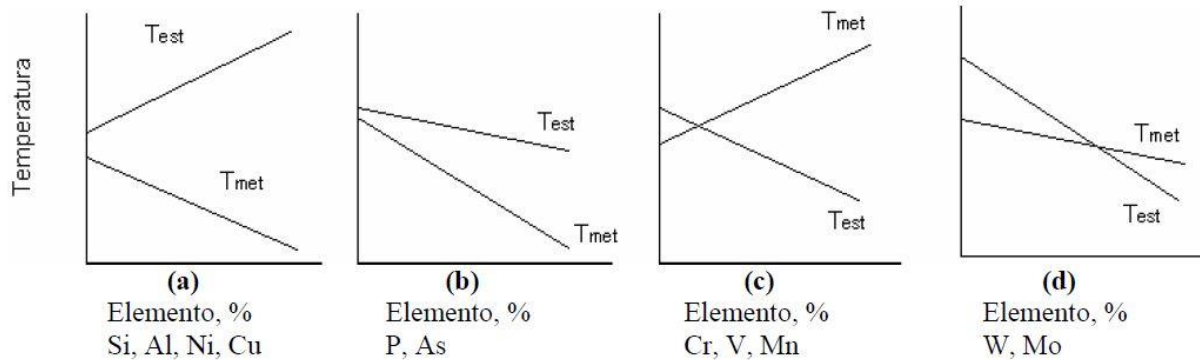 Temperatura
Test
Tmet
(a)
Elemento, %
Si, Al, Ni, Cu
Test
Tmet
(b)
Elemento, %
P, As
Tmet
Test
(c)
Elemento, %
Cr, V, Mn
Tmet
Test
(d)
Elemento, %
W, Mo